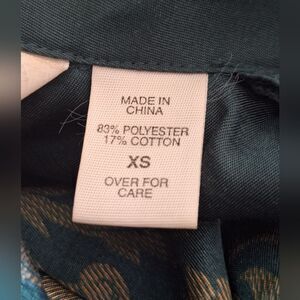 MADE IN
CHINA
83% POLYESTER
17% COTTON
XS
OVER FOR
CARE